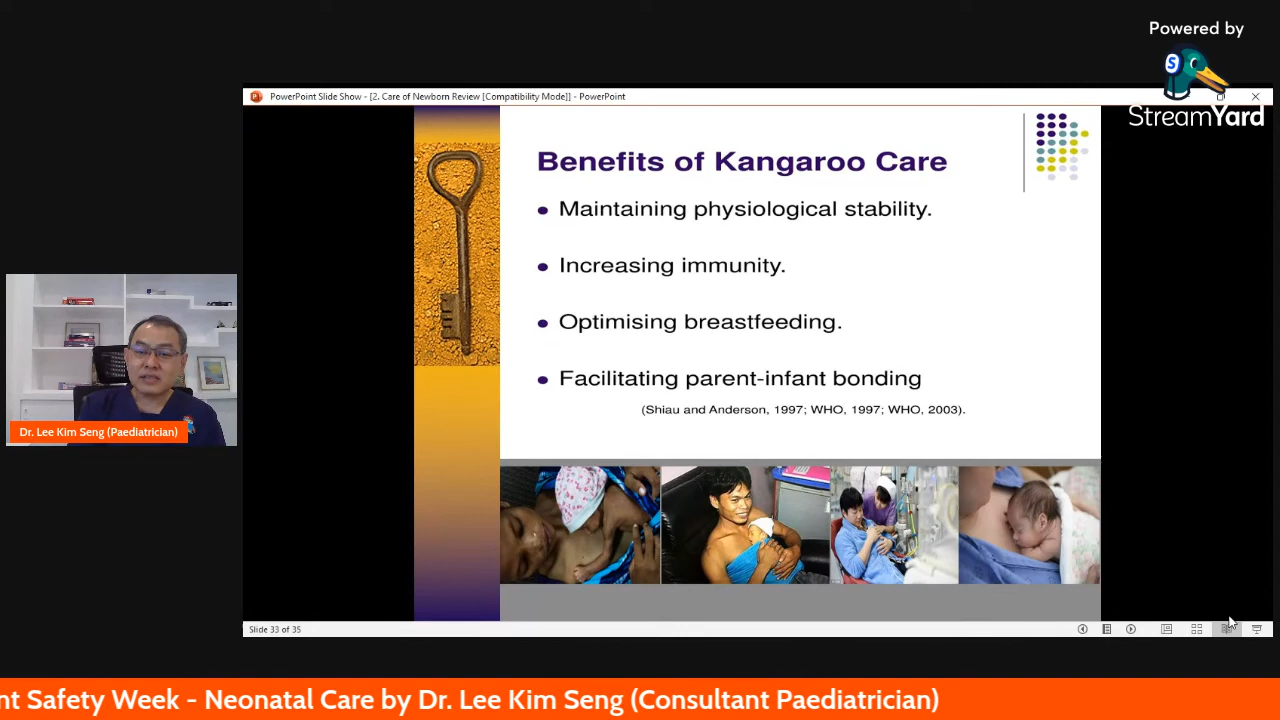 Powered by
S
StreamYard
PowerPoint Slide Show - [2. Care of Newborn Review [Compatibility Mode]] - PowerPoint
Benefits of Kangaroo Care
Maintaining physiological stability.
Increasing immunity.
Optimising breastfeeding.
Facilitating parent-infant bonding
(Shiau and Anderson, 1997; WHO, 1997; WHO, 2003).
Dr. Lee Kim Seng (Paediatrician)
Slide 33 of 35
nt Safety Week - Neonatal Care by Dr. Lee Kim Seng (Consultant Paediatrician)